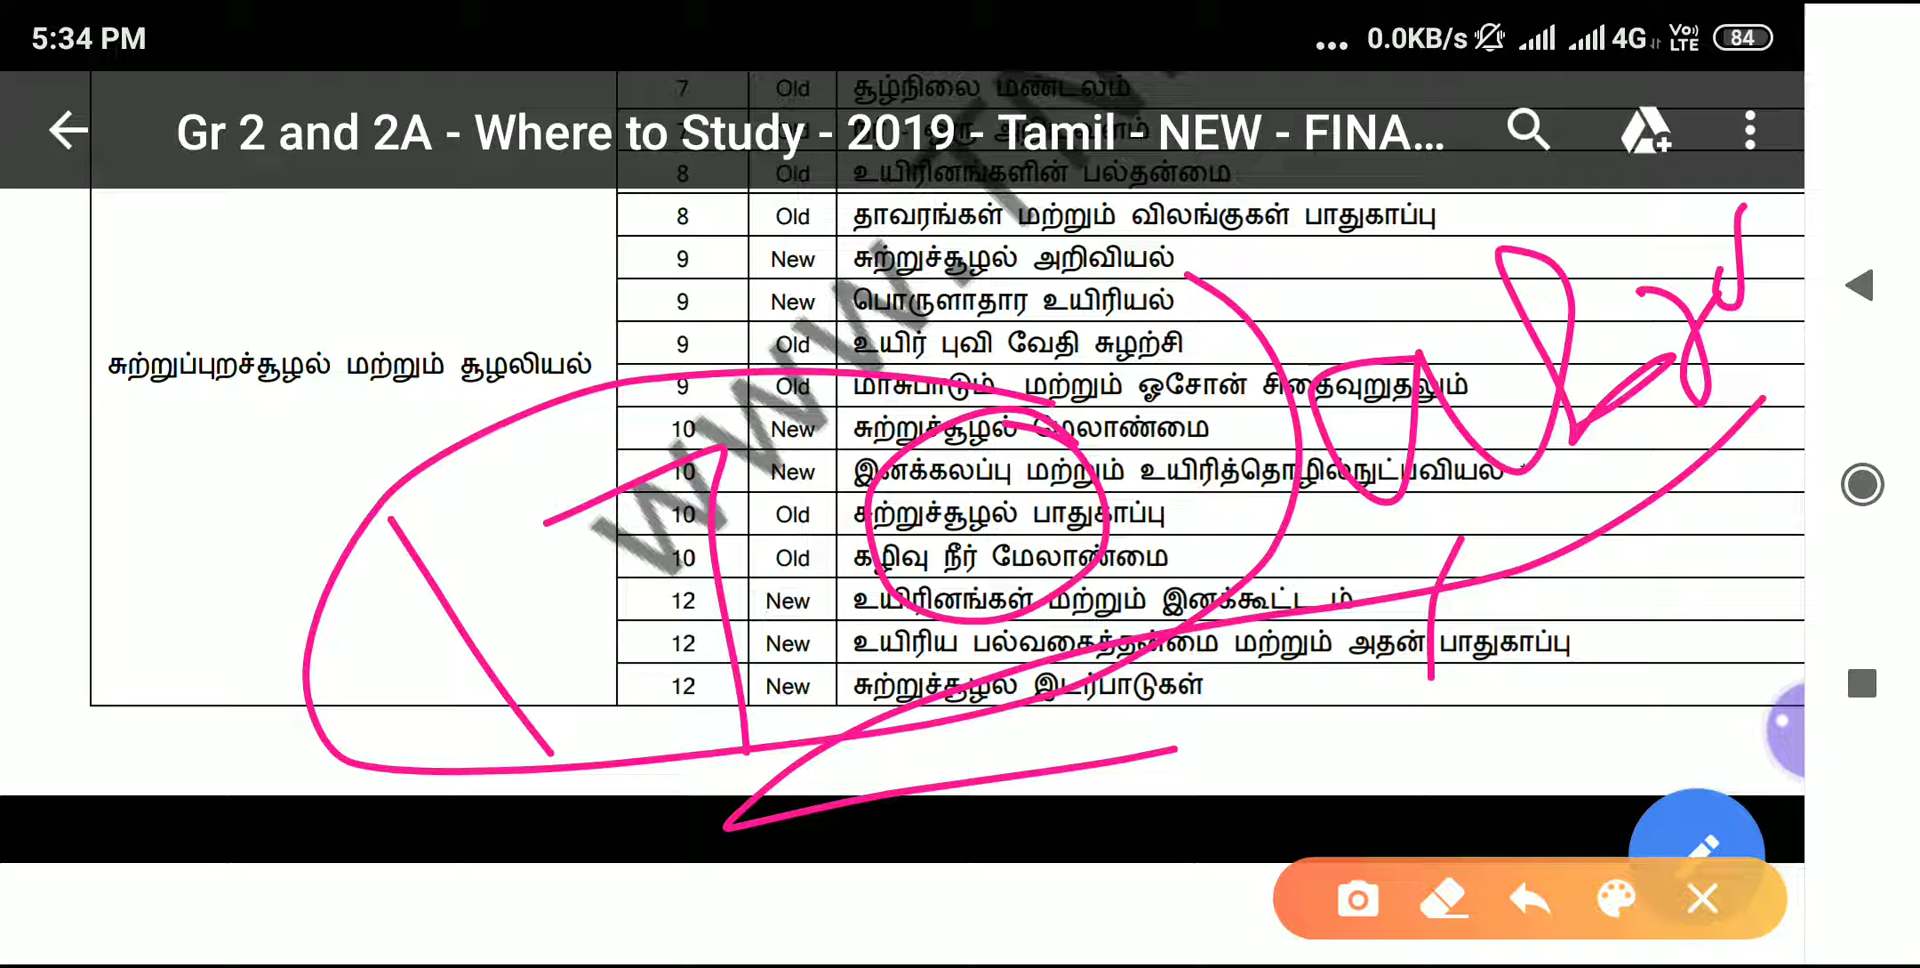 5:34 PM
... 0.0KB/s 4G Vo)) LTE 84
7 Old சூழ்நிலை மண்டலம்
Gr 2 and 2A - Where to Study - 2019 - Tamil - NEW - FINA...
8 Old உயிரினங்களின் பல்தன்மை
8 Old தாவரங்கள் மற்றும் விலங்குகள் பாதுகாப்பு
9 New சுற்றுச்சூழல் அறிவியல்
9 New பொருளாதார உயிரியல்
9 Old உயிர் புவி வேதி சுழற்சி
சுற்றுப்புறச்சூழல் மற்றும் சூழலியல்
9 Old மாசுபாடும் மற்றும் ஓசோன் சிதைவுறுதலும்
10 New சுற்றுச்சூழல் மேலாண்மை
10 New இனக்கலப்பு மற்றும் உயிரித்தொழில்நுட்பவியல்
10 Old சுற்றுச்சூழல் பாதுகாப்பு
10 Old கழிவு நீர் மேலாண்மை
12 New உயிரினங்கள் மற்றும் இனக்கூட்டம்
12 New உயிரிய பல்வகைத்தன்மை மற்றும் அதன் பாதுகாப்பு
12 New சுற்றுச்சூழல் இடர்பாடுகள்
WWW.